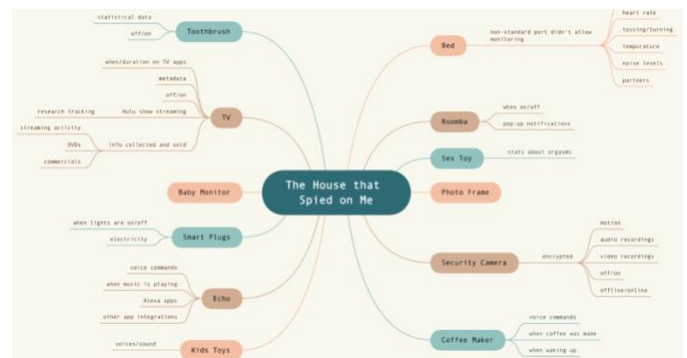 The House that
Spied on Me
Toothbrush
statistical data
off/on
TV
when/duration on TV apps
metadata
off/on
Hulu show streaming
research tracking
info collected and sold
streaming activity
DVDs
commercials
Baby Monitor
Smart Plugs
when lights are on/off
electricity
Echo
voice commands
when music is playing
Alexa apps
other app integrations
Kids Toys
voices/sound
Bed
non-standard port didn't allow
monitoring
heart rate
tossing/turning
tempurature
noise levels
partners
Roomba
when on/off
pop-up notifications
Sex Toy
stats about orgasms
Photo Frame
Security Camera
encrypted
motion
audio recordings
video recordings
off/on
offline/online
Coffee Maker
voice commands
when coffee was made
when waking up